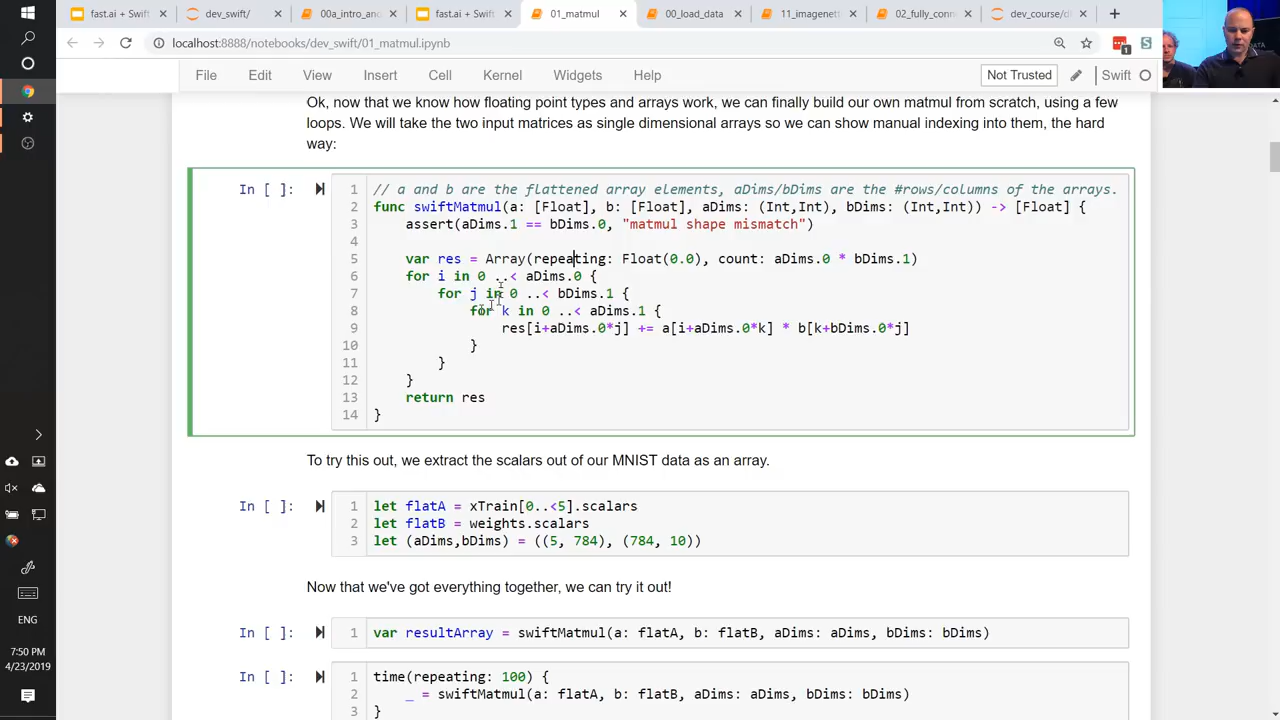 fast.ai + Swift
dev_swift/
00a_intro_and
fast.ai + Swift
01_matmul
00_load_data
11_imagenett
02_fully_conn
dev_course/dl
localhost:8888/notebooks/dev_swift/01_matmul.ipynb
File Edit View Insert Cell Kernel Widgets Help Not Trusted Swift
Ok, now that we know how floating point types and arrays work, we can finally build our own matmul from scratch, using a few
loops. We will take the two input matrices as single dimensional arrays so we can show manual indexing into them, the hard
way:
In [ ]:
1 // a and b are the flattened array elements, aDims/bDims are the #rows/columns of the arrays.
2 func swiftMatmul(a: [Float], b: [Float], aDims: (Int,Int), bDims: (Int,Int)) -> [Float] {
3 assert(aDims.1 == bDims.0, "matmul shape mismatch")
4
5 var res = Array(repeating: Float(0.0), count: aDims.0 * bDims.1)
6 for i in 0 ..< aDims.0 {
7 for j in 0 ..< bDims.1 {
8 for k in 0 ..< aDims.1 {
9 res[i+aDims.0*j] += a[i+aDims.0*k] * b[k+bDims.0*j]
10 }
11 }
12 }
13 return res
14 }
To try this out, we extract the scalars out of our MNIST data as an array.
In [ ]:
1 let flatA = xTrain[0..<5].scalars
2 let flatB = weights.scalars
3 let (aDims,bDims) = ((5, 784), (784, 10))
Now that we've got everything together, we can try it out!
In [ ]:
1 var resultArray = swiftMatmul(a: flatA, b: flatB, aDims: aDims, bDims: bDims)
In [ ]:
1 time(repeating: 100) {
2 _ = swiftMatmul(a: flatA, b: flatB, aDims: aDims, bDims: bDims)
3 }
ENG
7:50 PM
4/23/2019